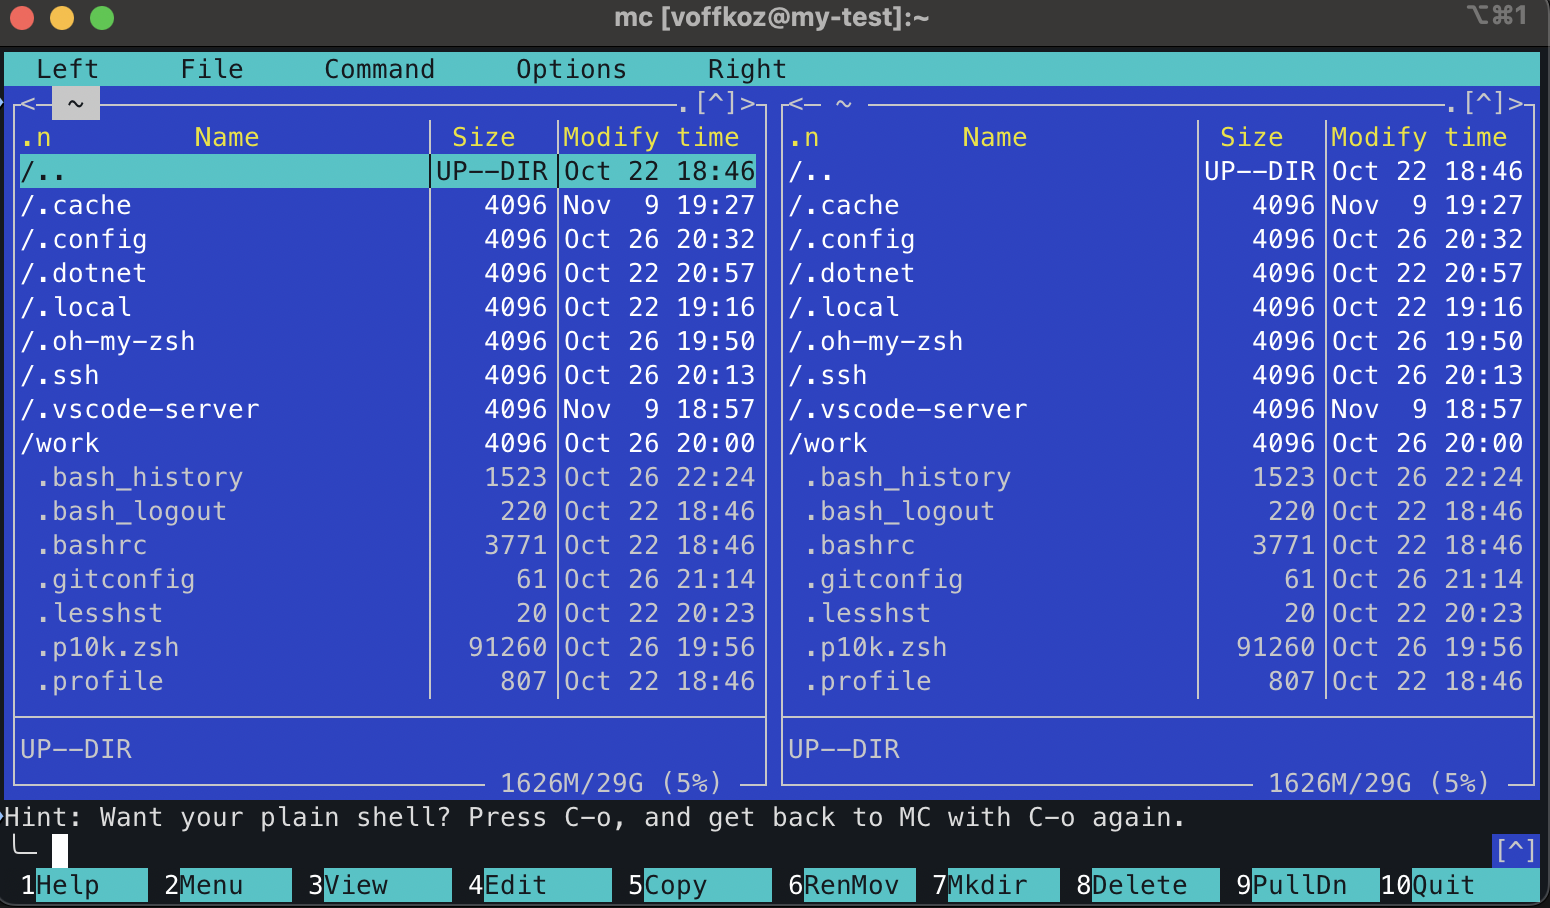 mc [voffkoz@my-test]:~ ⌥⌘1
Left File Command Options Right
<─ ~ .[^]> <─ ~ .[^]>
.n Name Size Modify time .n Name Size Modify time
/.. UP--DIR Oct 22 18:46 /.. UP--DIR Oct 22 18:46
/.cache 4096 Nov 9 19:27 /.cache 4096 Nov 9 19:27
/.config 4096 Oct 26 20:32 /.config 4096 Oct 26 20:32
/.dotnet 4096 Oct 22 20:57 /.dotnet 4096 Oct 22 20:57
/.local 4096 Oct 22 19:16 /.local 4096 Oct 22 19:16
/.oh-my-zsh 4096 Oct 26 19:50 /.oh-my-zsh 4096 Oct 26 19:50
/.ssh 4096 Oct 26 20:13 /.ssh 4096 Oct 26 20:13
/.vscode-server 4096 Nov 9 18:57 /.vscode-server 4096 Nov 9 18:57
/work 4096 Oct 26 20:00 /work 4096 Oct 26 20:00
.bash_history 1523 Oct 26 22:24 .bash_history 1523 Oct 26 22:24
.bash_logout 220 Oct 22 18:46 .bash_logout 220 Oct 22 18:46
.bashrc 3771 Oct 22 18:46 .bashrc 3771 Oct 22 18:46
.gitconfig 61 Oct 26 21:14 .gitconfig 61 Oct 26 21:14
.lesshst 20 Oct 22 20:23 .lesshst 20 Oct 22 20:23
.p10k.zsh 91260 Oct 26 19:56 .p10k.zsh 91260 Oct 26 19:56
.profile 807 Oct 22 18:46 .profile 807 Oct 22 18:46
UP--DIR UP--DIR
1626M/29G (5%) 1626M/29G (5%)
Hint: Want your plain shell? Press C-o, and get back to MC with C-o again.
╰─ [^]
1Help 2Menu 3View 4Edit 5Copy 6RenMov 7Mkdir 8Delete 9PullDn 10Quit